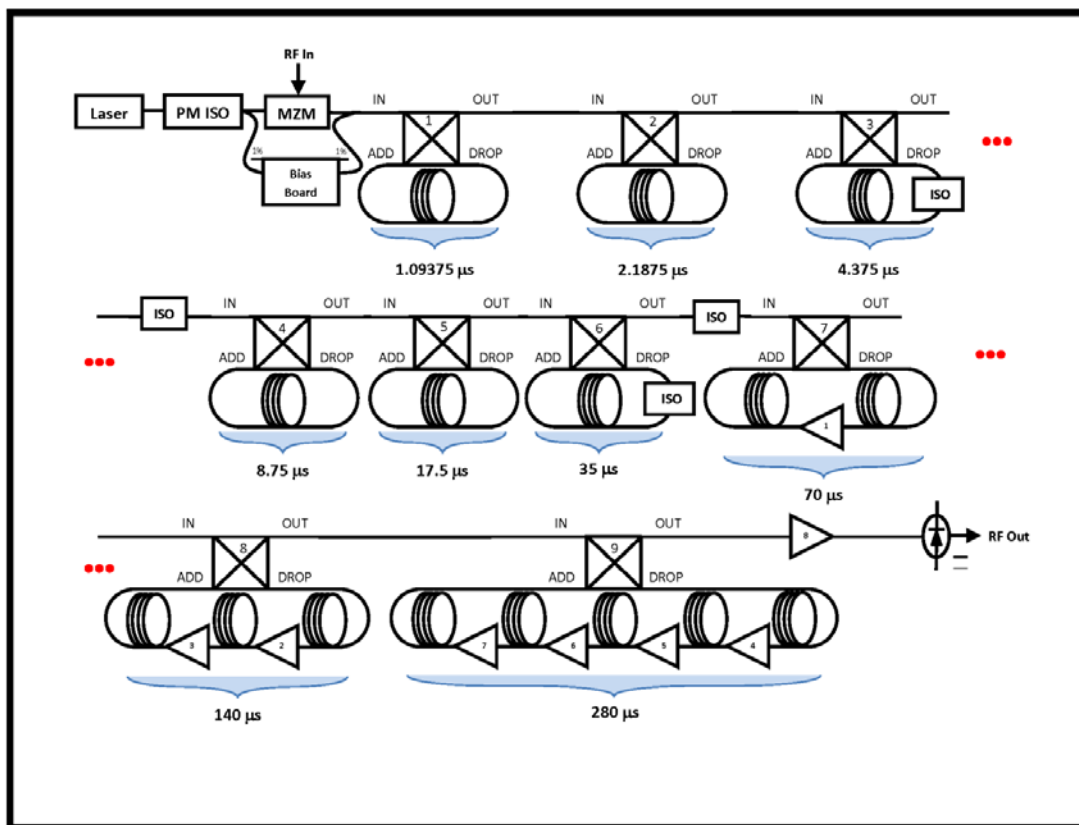 RF In
Laser PM ISO MZM IN OUT IN OUT IN OUT
1 2 3
1% 1% ADD DROP ADD DROP ADD DROP
Bias
Board
ISO
1.09375 µs 2.1875 µs 4.375 µs
ISO IN OUT IN OUT IN OUT ISO IN OUT
4 5 6 7
ADD DROP ADD DROP ADD DROP ADD DROP
ISO
1
8.75 µs 17.5 µs 35 µs
70 µs
IN OUT IN OUT
8 9 8 RF Out
ADD DROP ADD DROP
3 2 7 6 5 4
140 µs 280 µs